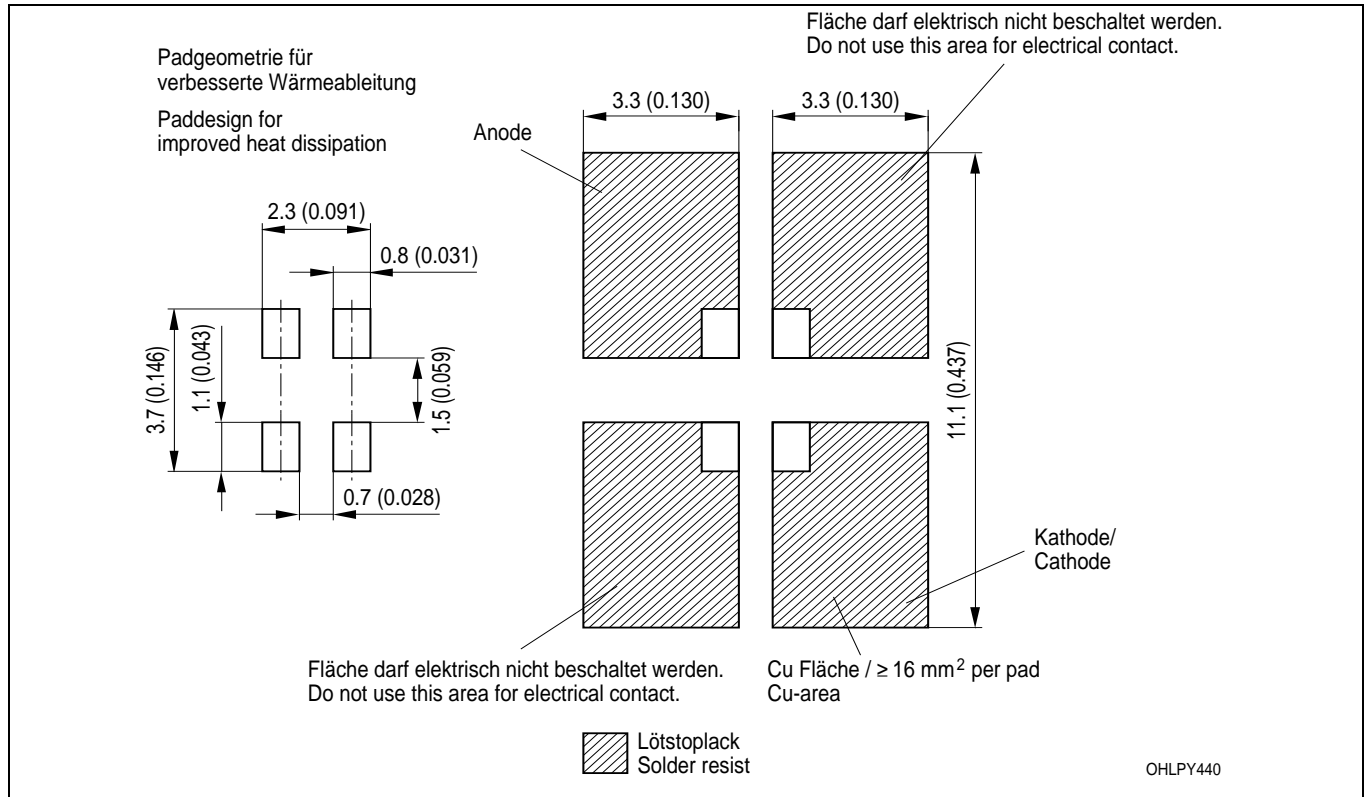 Padgeometrie für
verbesserte Wärmeableitung
Paddesign for
improved heat dissipation
Fläche darf elektrisch nicht beschaltet werden.
Do not use this area for electrical contact.
3.3 (0.130)
3.3 (0.130)
Anode
2.3 (0.091)
0.8 (0.031)
3.7 (0.146)
1.1 (0.043)
1.5 (0.059)
0.7 (0.028)
11.1 (0.437)
Kathode/
Cathode
Fläche darf elektrisch nicht beschaltet werden.
Do not use this area for electrical contact.
Cu Fläche / ≥ 16 mm² per pad
Cu-area
Lötstoplack
Solder resist
OHLPY440